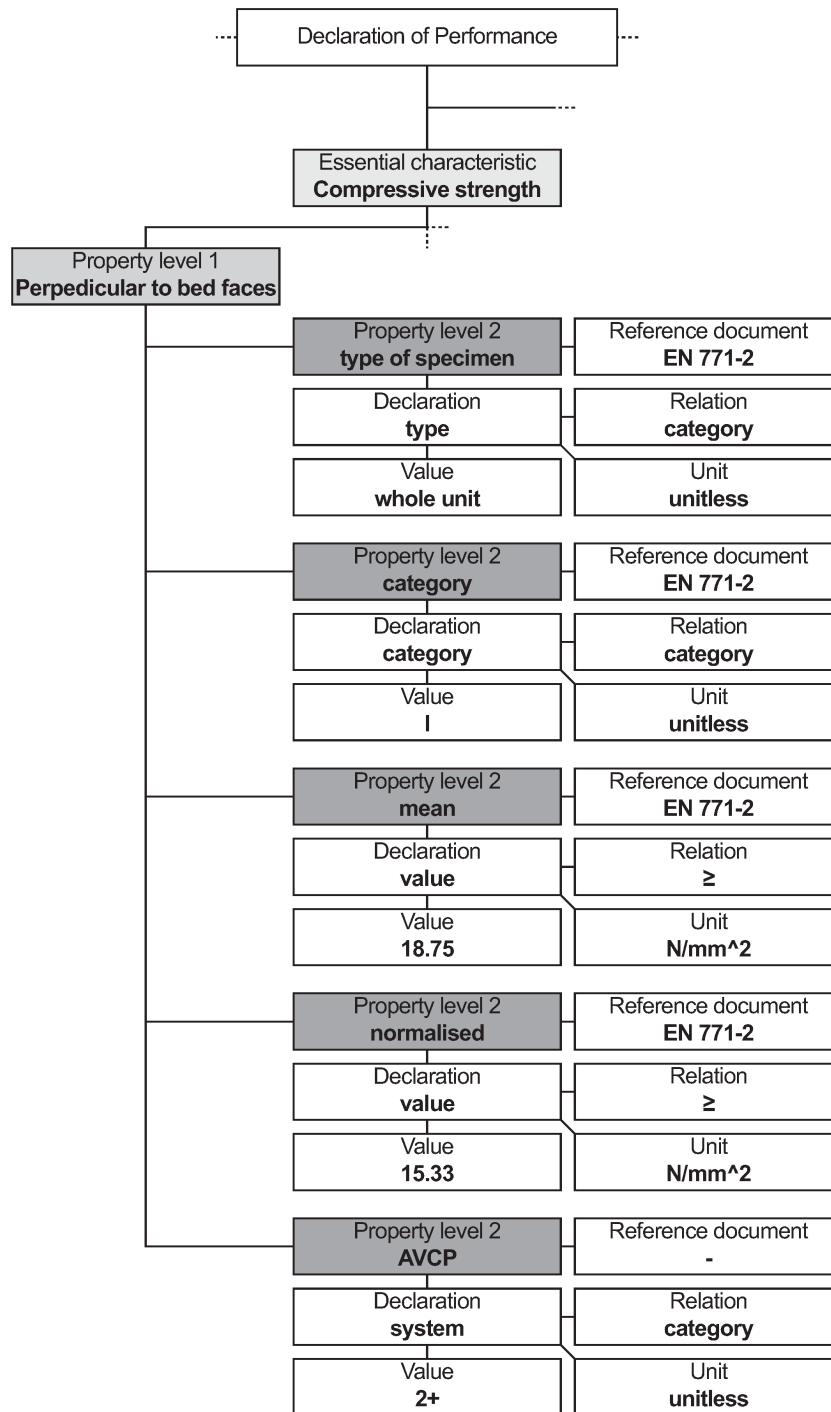 Declaration of Performance
Essential characteristic
Compressive strength
Property level 1
Perpedicular to bed faces
Property level 2
type of specimen
Reference document
EN 771-2
Declaration
type
Relation
category
Value
whole unit
Unit
unitless
Property level 2
category
Reference document
EN 771-2
Declaration
category
Relation
category
Value
I
Unit
unitless
Property level 2
mean
Reference document
EN 771-2
Declaration
value
Relation
≥
Value
18.75
Unit
N/mm^2
Property level 2
normalised
Reference document
EN 771-2
Declaration
value
Relation
≥
Value
15.33
Unit
N/mm^2
Property level 2
AVCP
Reference document
-
Declaration
system
Relation
category
Value
2+
Unit
unitless